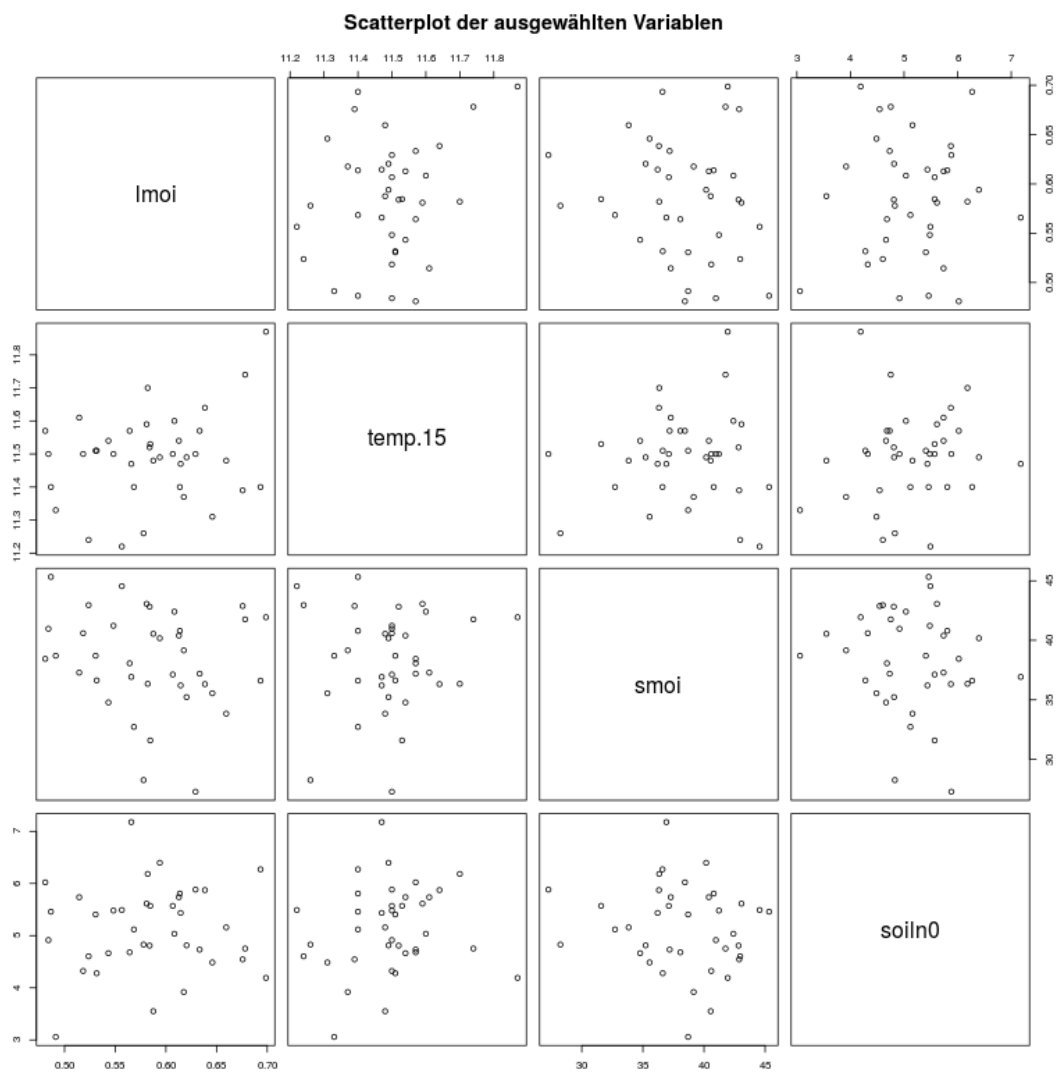 Scatterplot der ausgewählten Variablen
11.2 11.3 11.4 11.5 11.6 11.7 11.8
3 4 5 6 7
lmoi
0.50 0.55 0.60 0.65 0.70
11.2 11.3 11.4 11.5 11.6 11.7 11.8
temp.15
smoi
30 35 40 45
3 4 5 6 7
soiln0
0.50 0.55 0.60 0.65 0.70
30 35 40 45